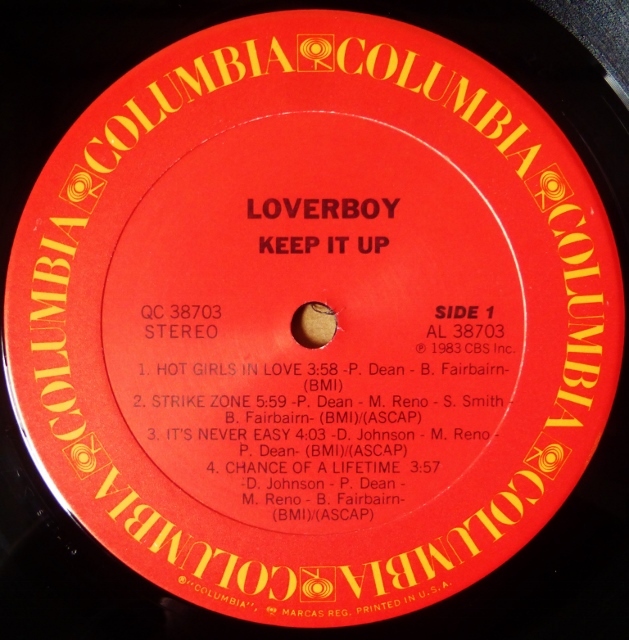 COLUMBIA COLUMBIA COLUMBIA COLUMBIA COLUMBIA COLUMBIA
LOVERBOY
KEEP IT UP
QC 38703
STEREO
SIDE 1
AL 38703
℗ 1983 CBS Inc.
1. HOT GIRLS IN LOVE 3:58 -P. Dean - B. Fairbairn-
(BMI)
2. STRIKE ZONE 5:59 -P. Dean - M. Reno - S. Smith -
B. Fairbairn- (BMI)/(ASCAP)
3. IT'S NEVER EASY 4:03 -D. Johnson - M. Reno -
P. Dean- (BMI)/(ASCAP)
4. CHANCE OF A LIFETIME 3:57
-D. Johnson - P. Dean -
M. Reno - B. Fairbairn-
(BMI)/(ASCAP)
®"COLUMBIA", MARCAS REG. PRINTED IN U.S.A.